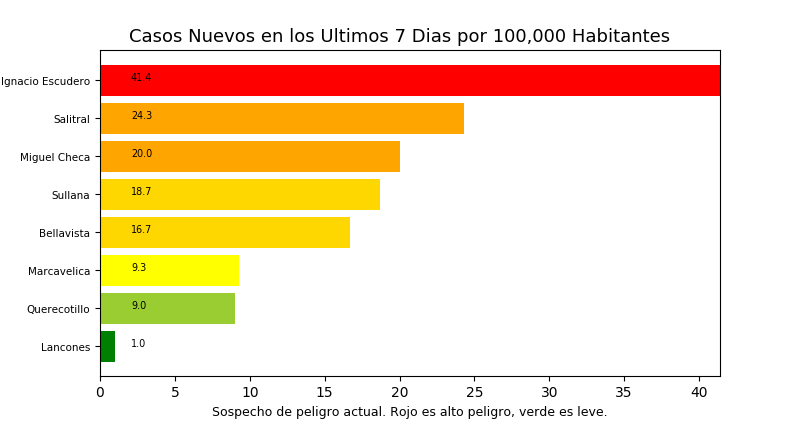 Casos Nuevos en los Ultimos 7 Dias por 100,000 Habitantes
Ignacio Escudero 41.4
Salitral 24.3
Miguel Checa 20.0
Sullana 18.7
Bellavista 16.7
Marcavelica 9.3
Querecotillo 9.0
Lancones 1.0
0 5 10 15 20 25 30 35 40
Sospecho de peligro actual. Rojo es alto peligro, verde es leve.